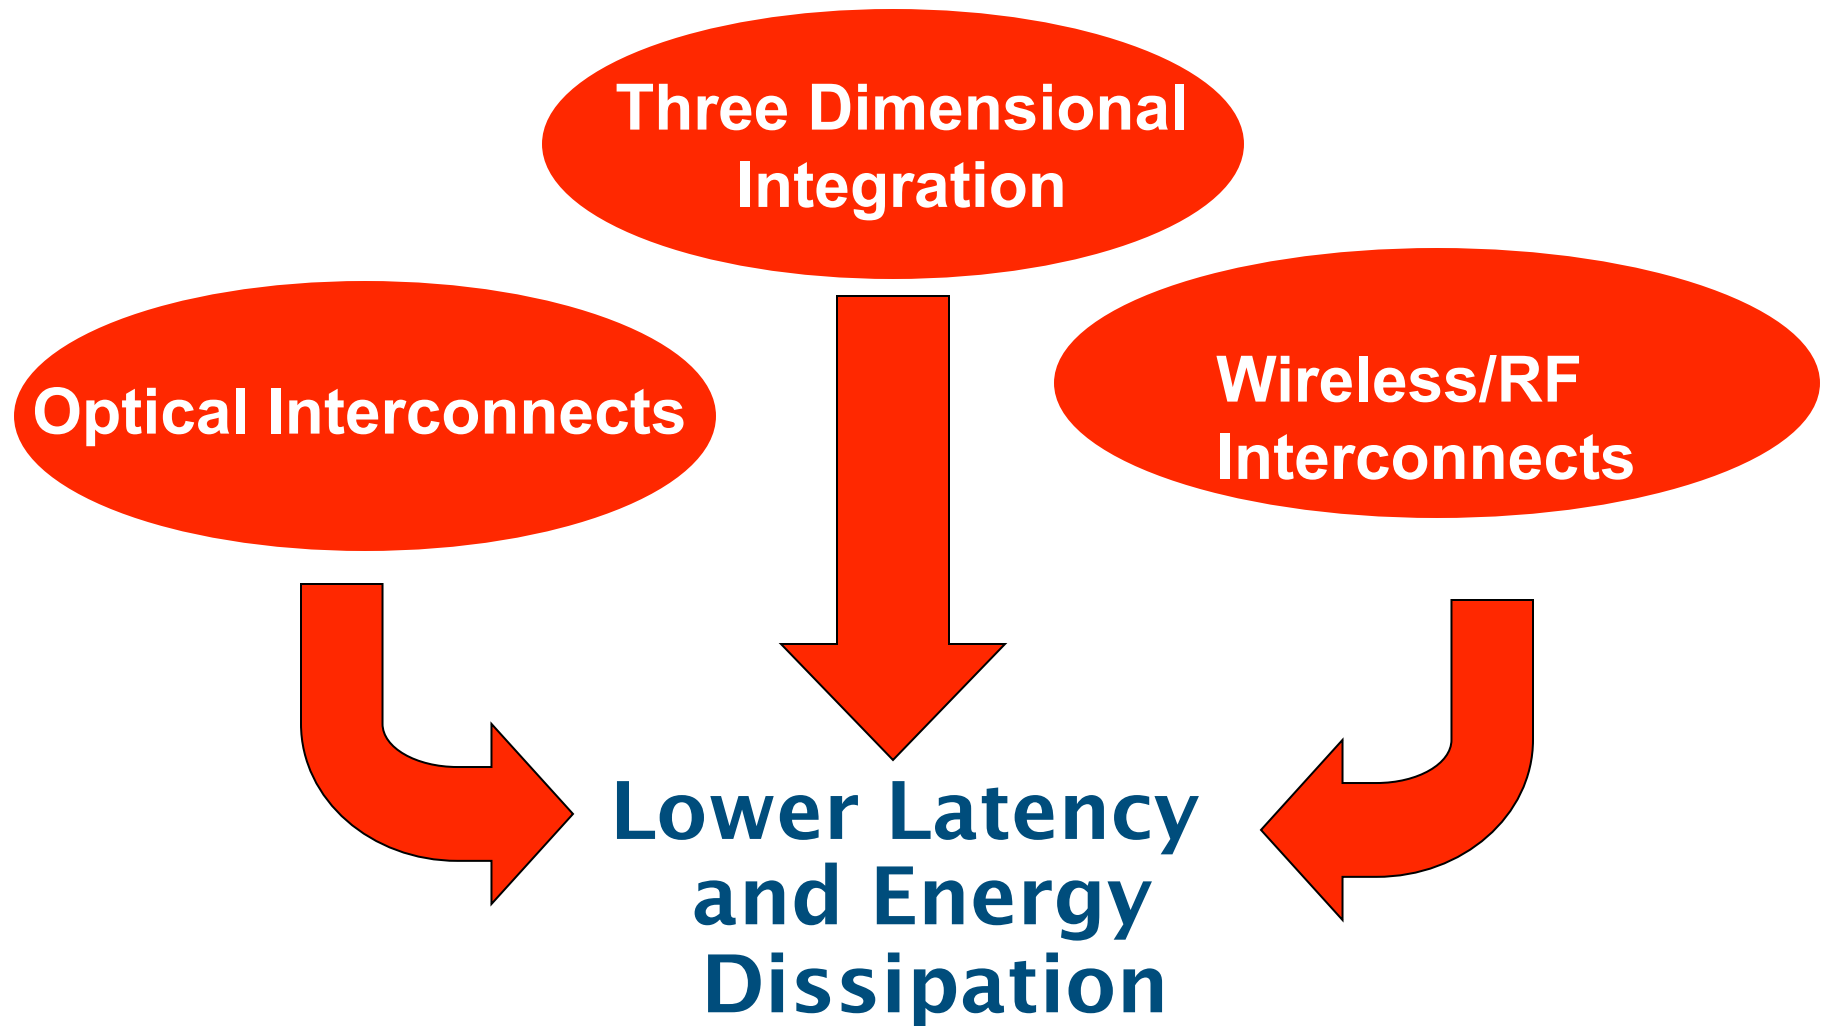 Three Dimensional
Integration
Optical Interconnects
Wireless/RF
Interconnects
Lower Latency
and Energy
Dissipation